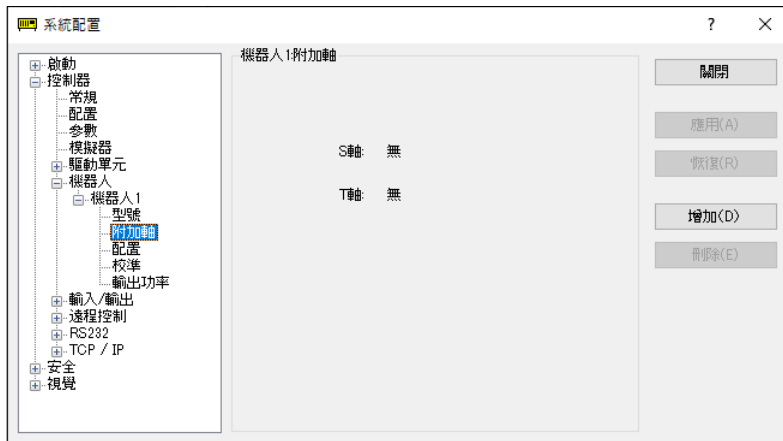 系統配置
啟動
控制器
常規
配置
參數
模擬器
驅動單元
機器人
機器人1
型號
附加軸
配置
校準
輸出功率
輸入/輸出
遠程控制
RS232
TCP / IP
安全
視覺
機器人1:附加軸
S軸: 無
T軸: 無
關閉
應用(A)
恢復(R)
增加(D)
刪除(E)